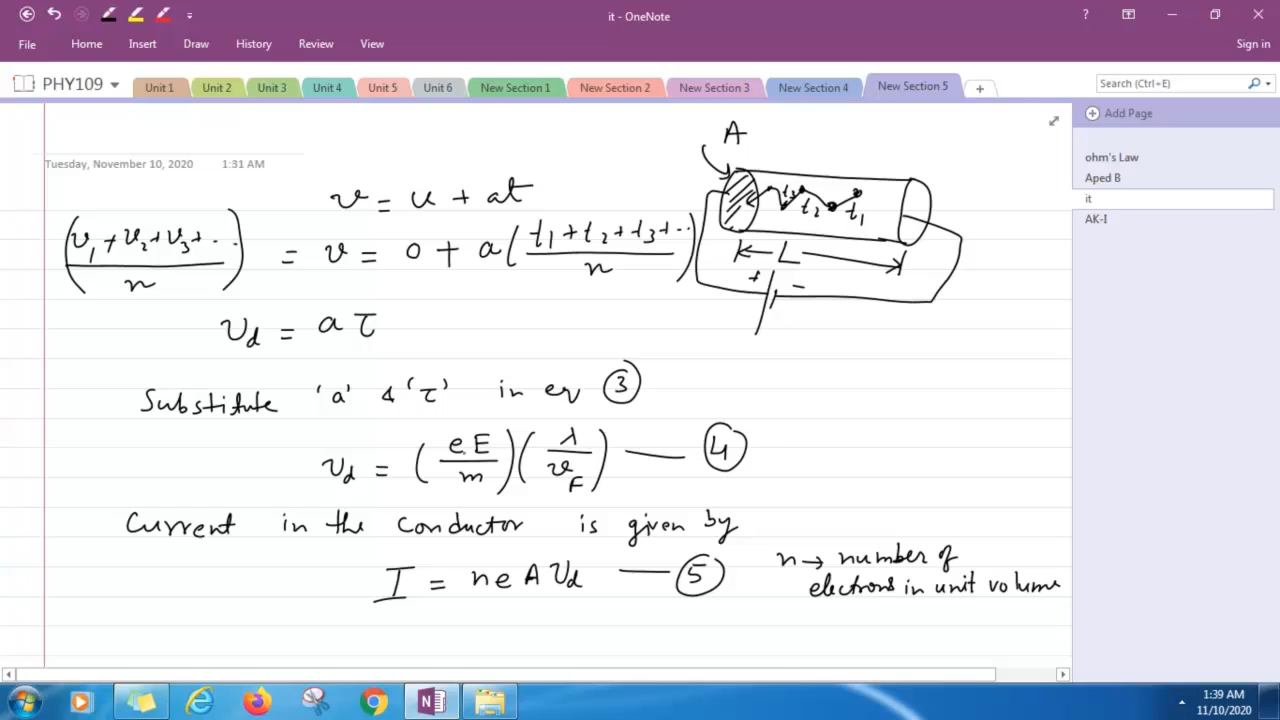 it - OneNote
File Home Insert Draw History Review View
Sign in
PHY109 Unit 1 Unit 2 Unit 3 Unit 4 Unit 5 Unit 6 New Section 1 New Section 2 New Section 3 New Section 4 New Section 5
Search (Ctrl+E)
Add Page
ohm's Law
Aped B
it
AK-I
Tuesday, November 10, 2020 1:31 AM
A
t3 t2 t1
L
+ -
v = u + at
(v1 + v2 + v3 + .. / n) = v = 0 + a (t1 + t2 + t3 + .. / n)
vd = a τ
Substitute 'a' & 'τ' in eq (3)
vd = (eE / m) (λ / vF) — (4)
Current in the conductor is given by
I = n e A vd — (5)
n → number of
electrons in unit volume
1:39 AM
11/10/2020